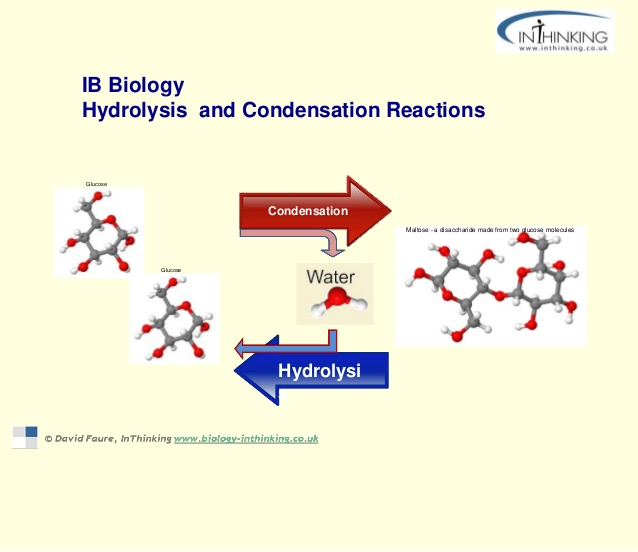 INTHINKING
www.inthinking.co.uk
IB Biology
Hydrolysis and Condensation Reactions
Glucose
Condensation
Maltose - a disaccharide made from two glucose molecules
Glucose
Water
Hydrolysi
© David Faure, InThinking www.biology-inthinking.co.uk